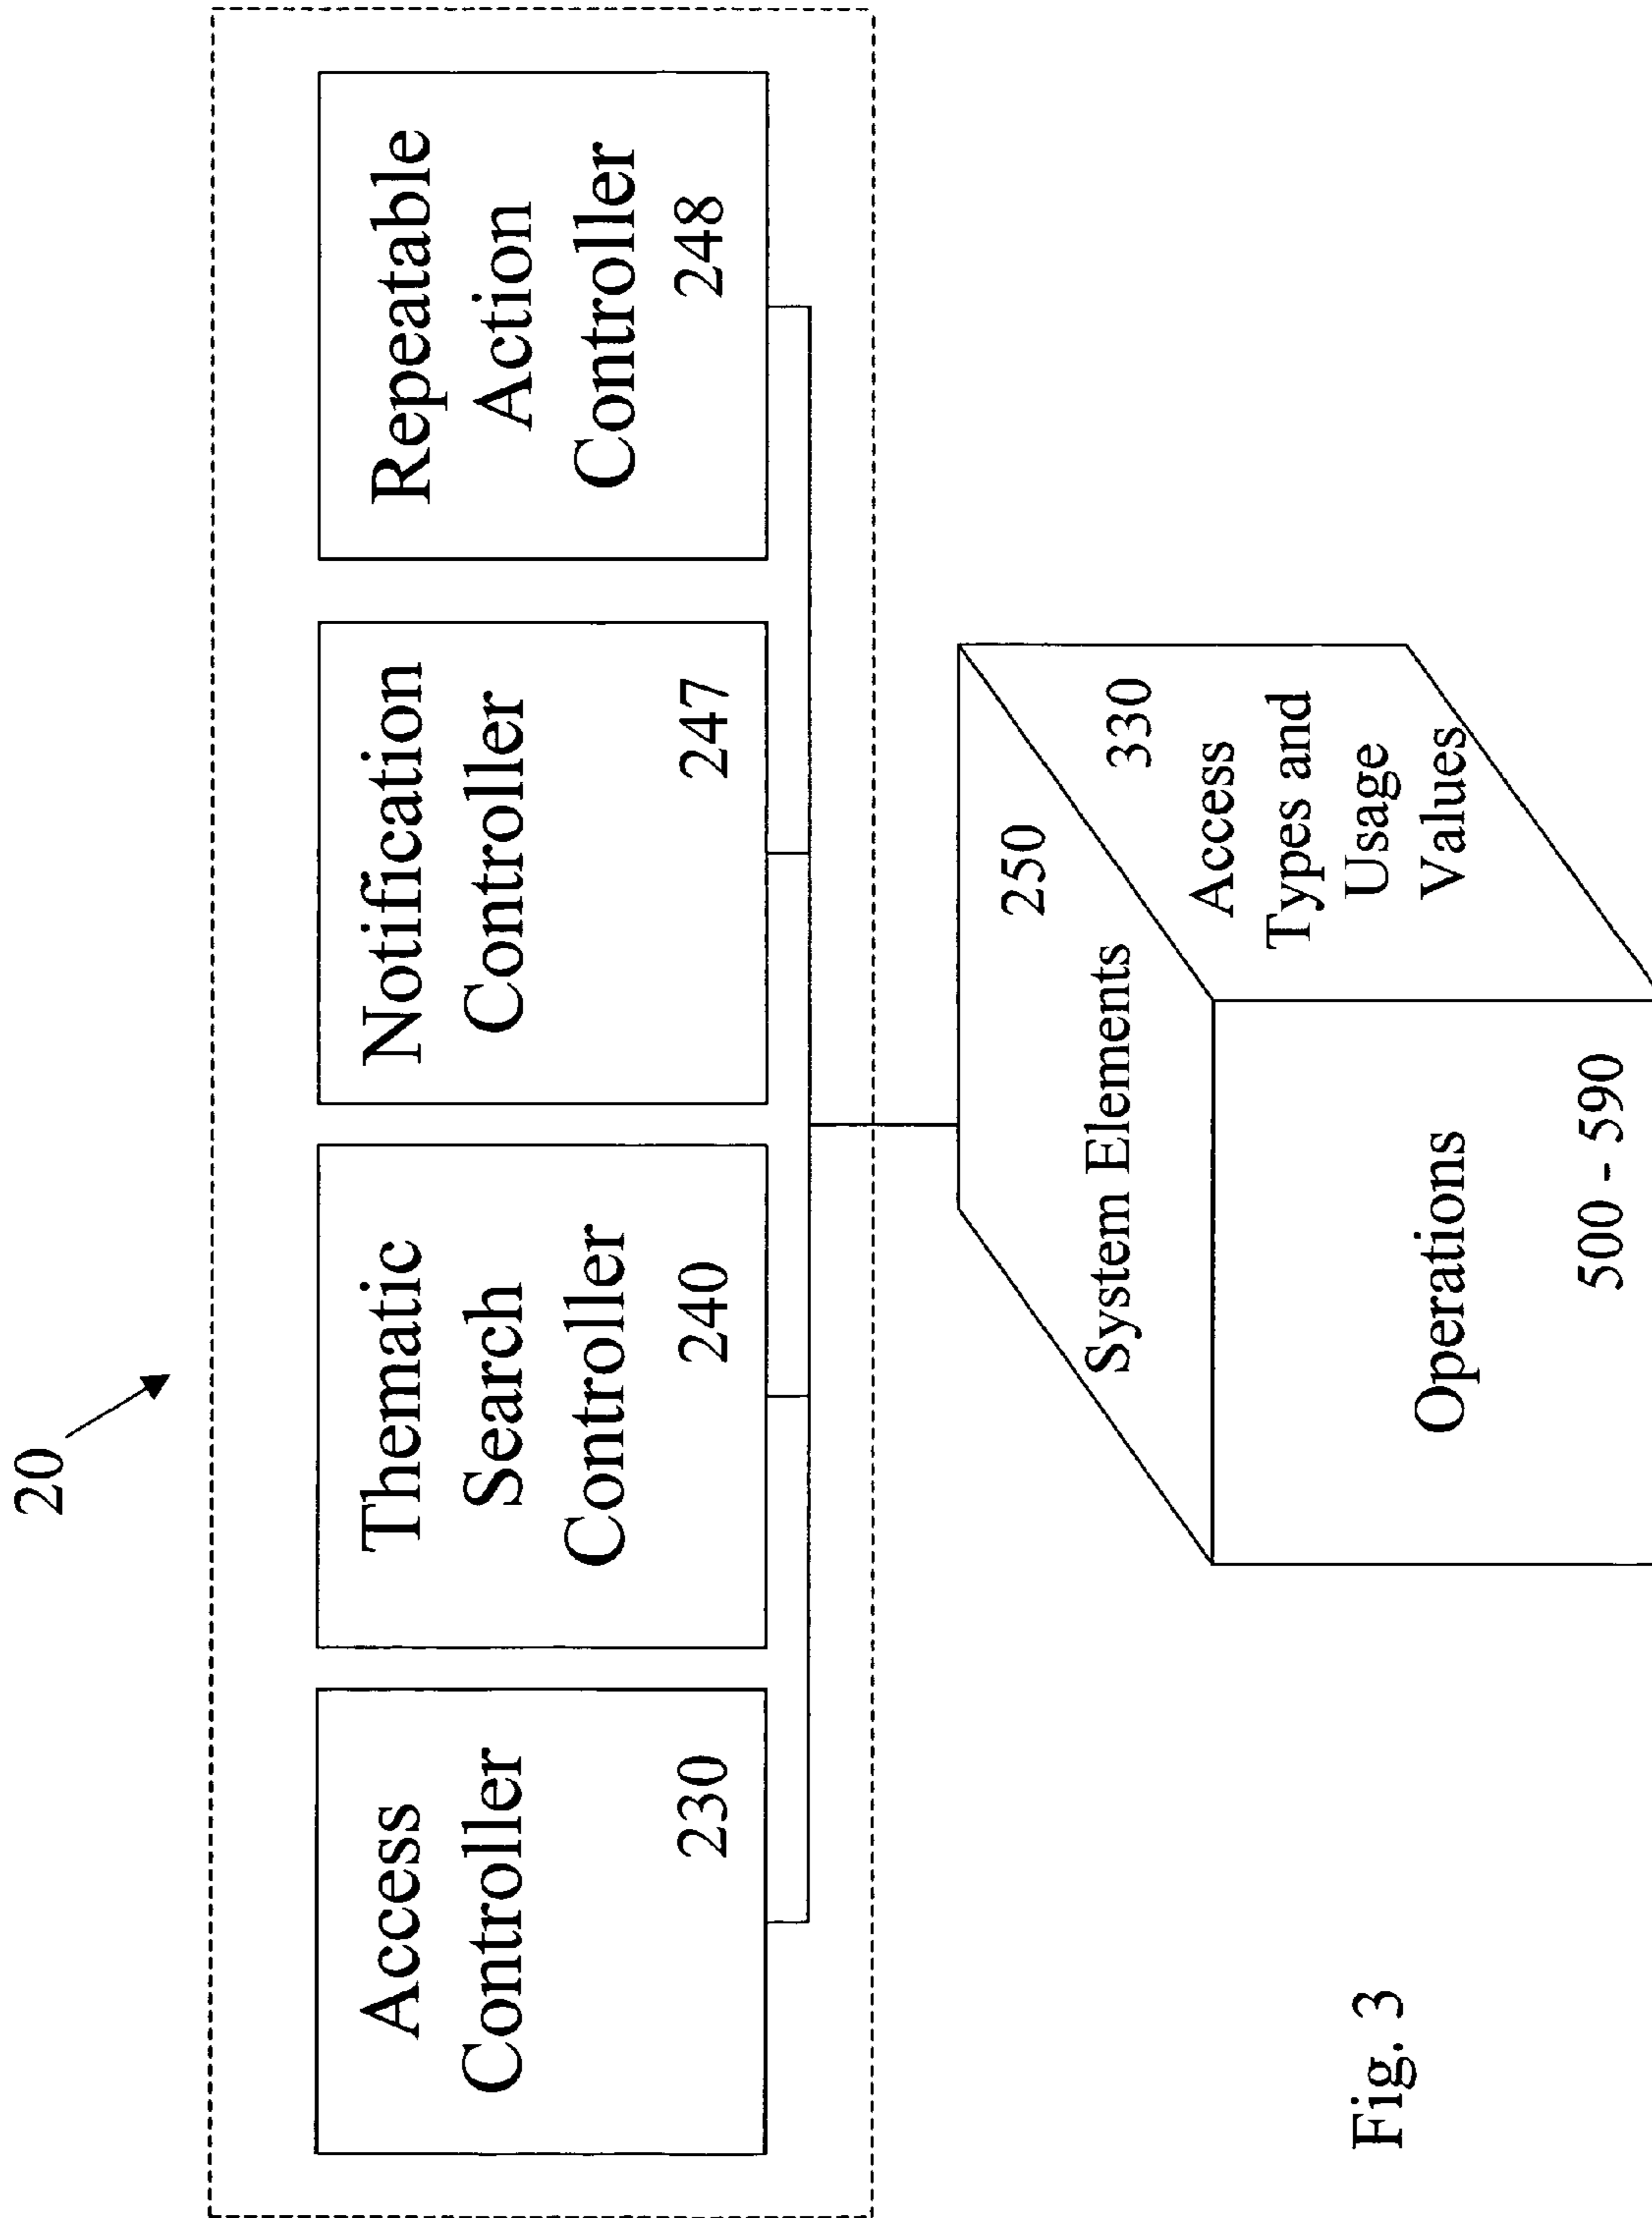 20
Access
Controller
230
Thematic
Search
Controller
240
Notification
Controller
247
Repeatable
Action
Controller
248
System Elements
250
330
Access
Types and
Usage
Values
Operations
500 - 590
Fig. 3